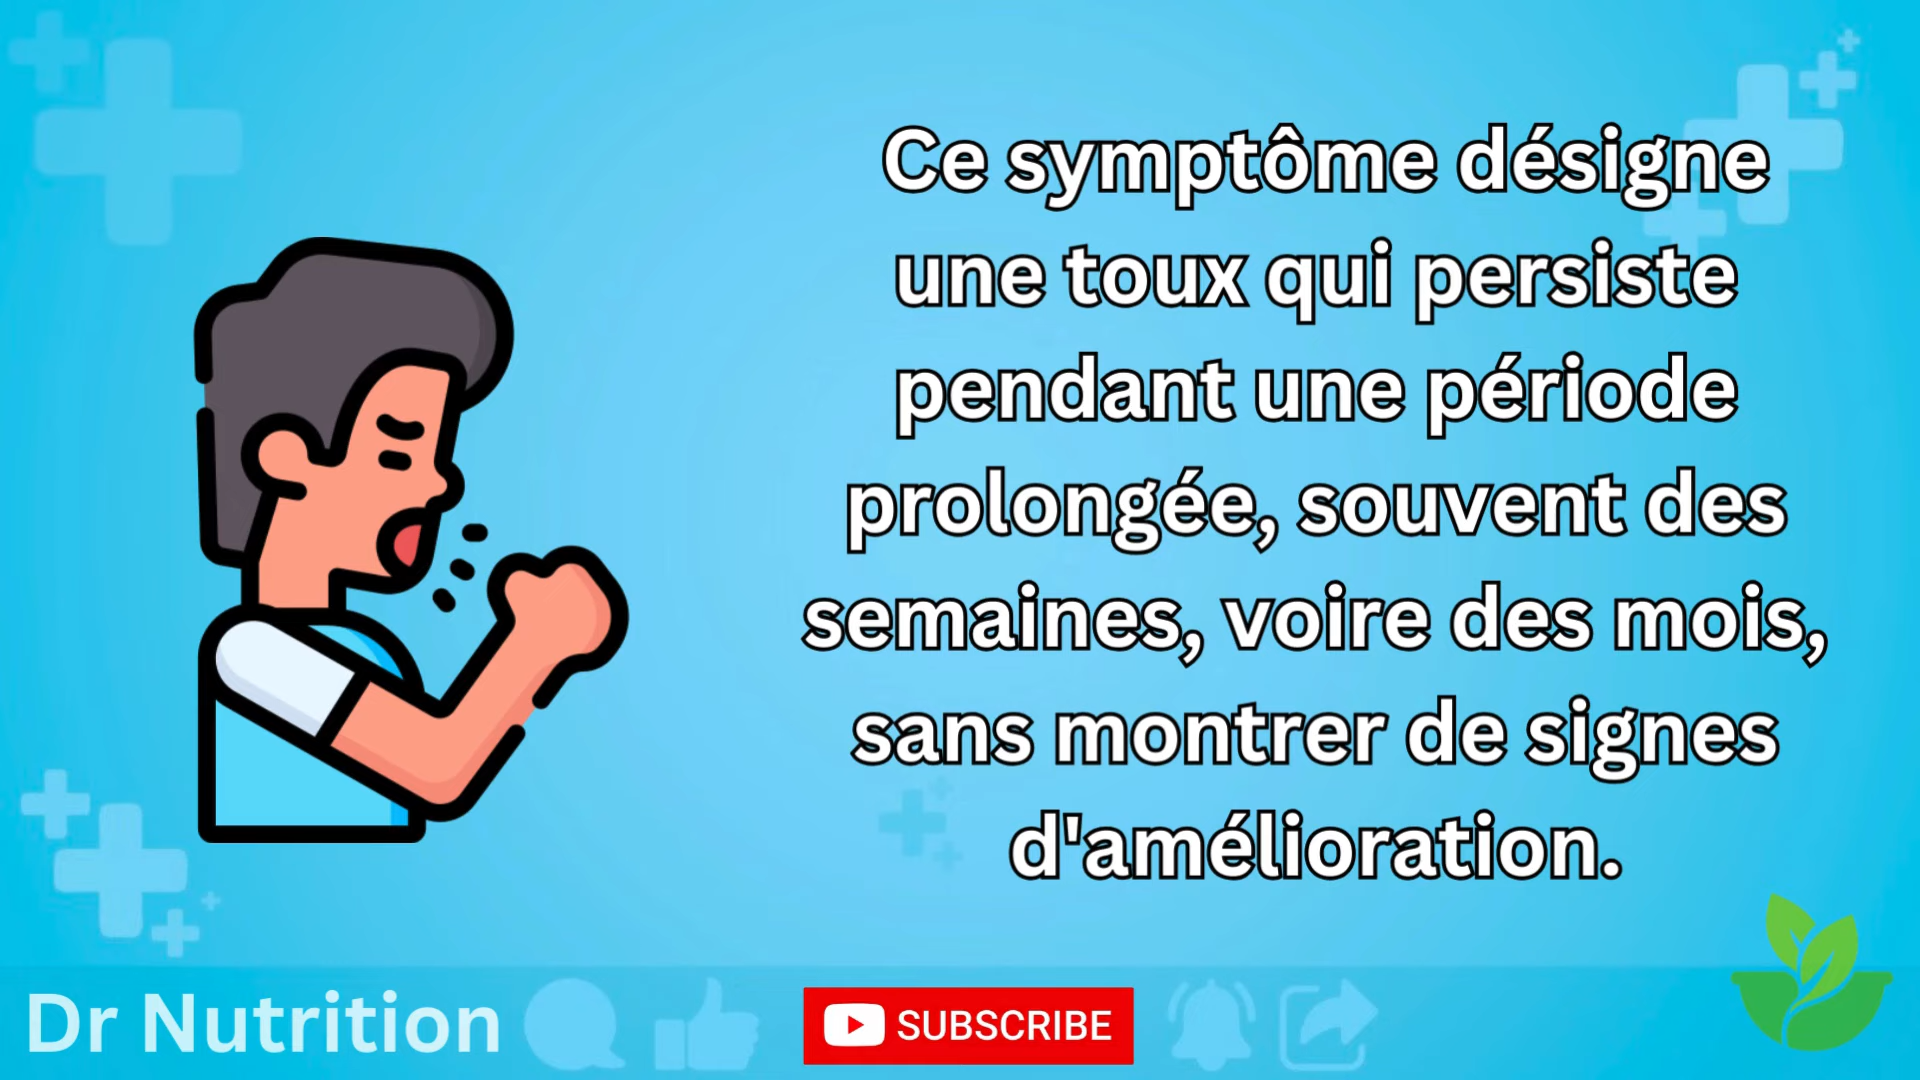 Ce symptôme désigne
une toux qui persiste
pendant une période
prolongée, souvent des
semaines, voire des mois,
sans montrer de signes
d'amélioration.
Dr Nutrition
SUBSCRIBE